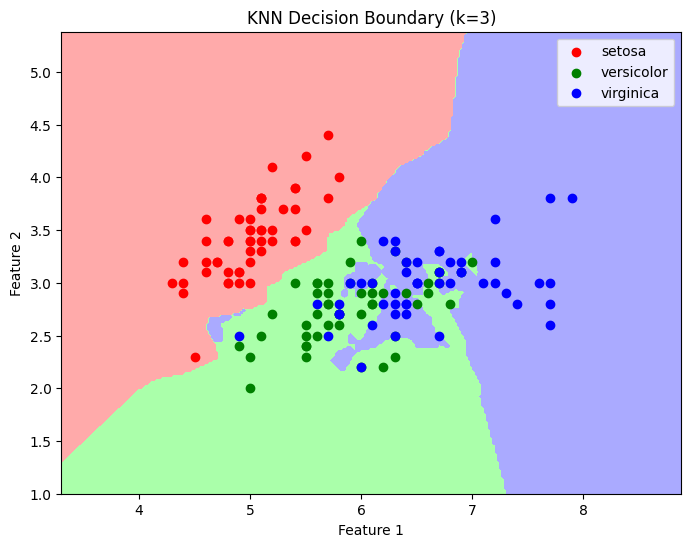 KNN Decision Boundary (k=3)
setosa
versicolor
virginica
Feature 2
5.0
4.5
4.0
3.5
3.0
2.5
2.0
1.5
1.0
4 5 6 7 8
Feature 1